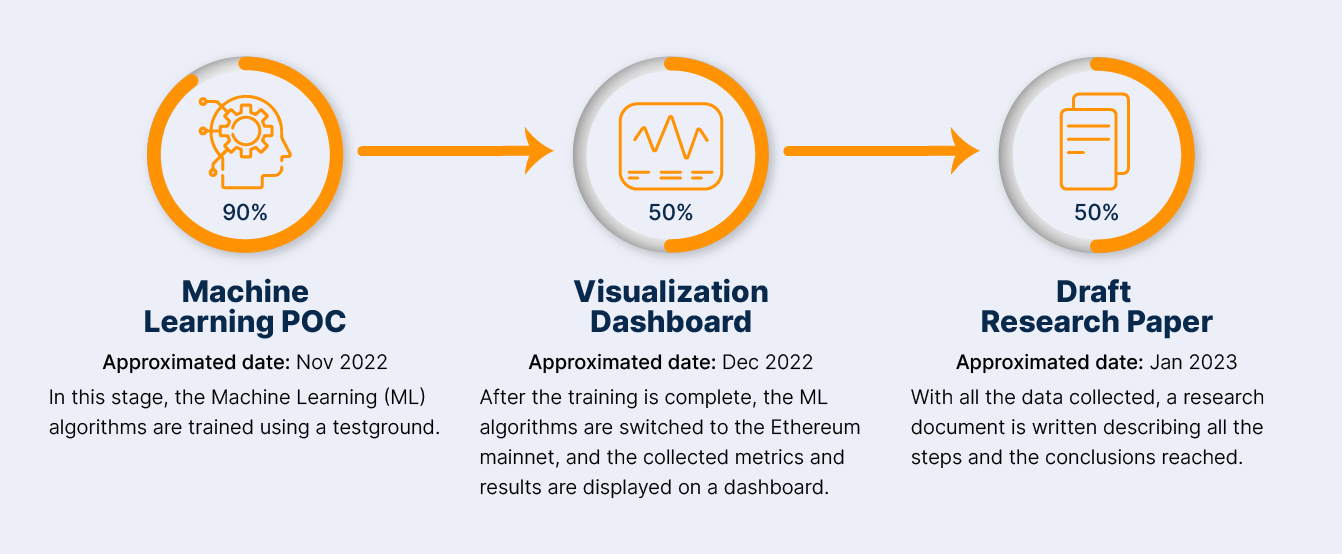 90%
Machine
Learning POC
Approximated date: Nov 2022
In this stage, the Machine Learning (ML)
algorithms are trained using a testground.
50%
Visualization
Dashboard
Approximated date: Dec 2022
After the training is complete, the ML
algorithms are switched to the Ethereum
mainnet, and the collected metrics and
results are displayed on a dashboard.
50%
Draft
Research Paper
Approximated date: Jan 2023
With all the data collected, a research
document is written describing all the
steps and the conclusions reached.